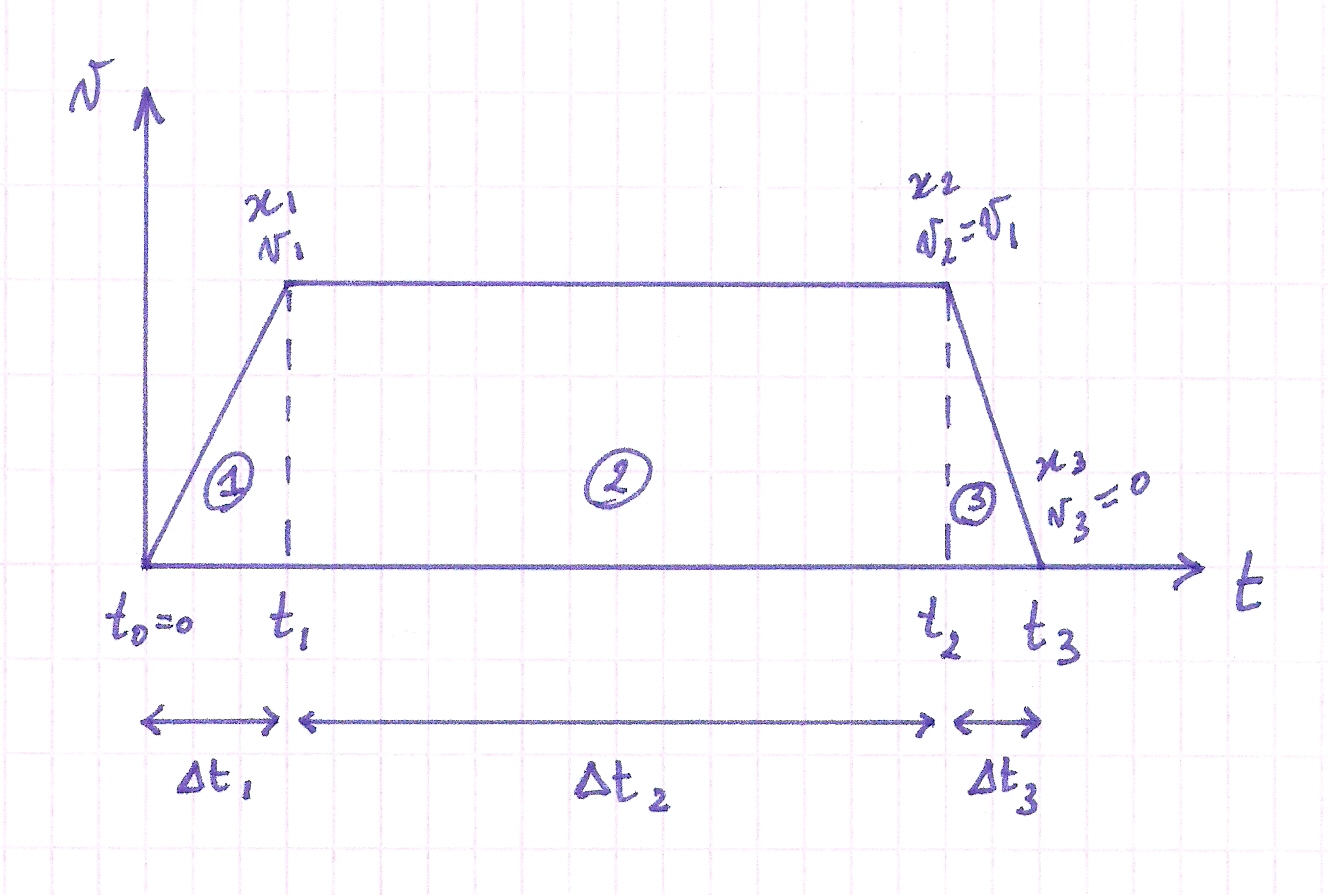 v
x₁
v₁
x₂
v₂=v₁
①
②
③
x₃
v₃=0
t
t₀=0
t₁
t₂
t₃
Δt₁
Δt₂
Δt₃